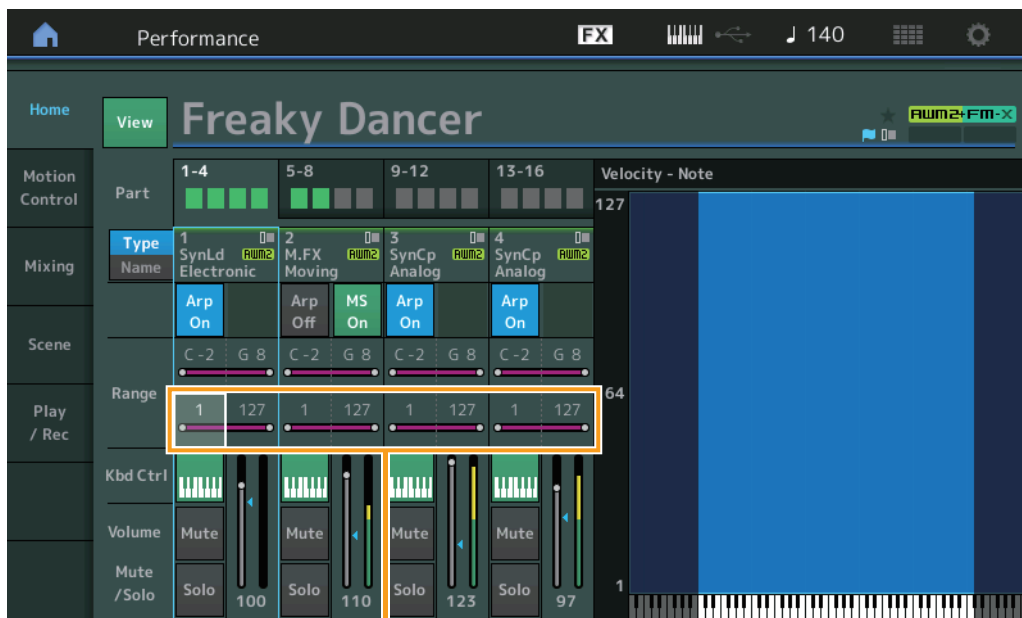 Performance FX 140
Home View Freaky Dancer AWM2+FM-X
Motion
Control
Mixing
Scene
Play
/ Rec
Part 1-4 5-8 9-12 13-16
Velocity - Note
127
64
1
Type
Name
1
SynLd AWM2
Electronic
2
M.FX AWM2
Moving
3
SynCp AWM2
Analog
4
SynCp AWM2
Analog
Arp
On
Arp
Off
MS
On
Arp
On
Arp
On
Range
C -2 G 8 C -2 G 8 C -2 G 8 C -2 G 8
1 127 1 127 1 127 1 127
Kbd Ctrl
Volume
Mute
/Solo
Mute Mute Mute Mute
Solo 100 Solo 110 Solo 123 Solo 97